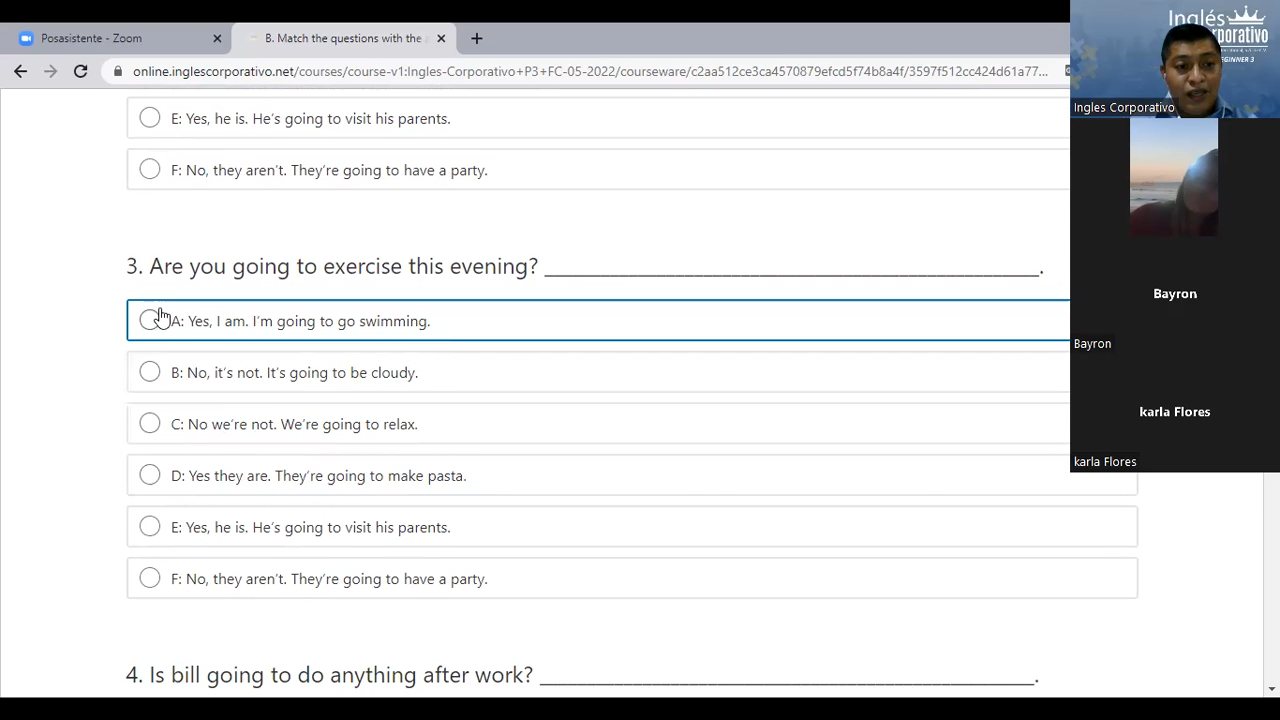 Posasistente - Zoom
B. Match the questions with the a
online.inglescorporativo.net/courses/course-v1:Ingles-Corporativo+P3+FC-05-2022/courseware/c2aa512ce3ca4570879efcd5f74b8a4f/3597f512cc424d61a77...
Inglés
Corporativo
BEGINNER 3
Ingles Corporativo
E: Yes, he is. He's going to visit his parents.
F: No, they aren't. They're going to have a party.
3. Are you going to exercise this evening? ______________________________.
A: Yes, I am. I'm going to go swimming.
B: No, it's not. It's going to be cloudy.
C: No we're not. We're going to relax.
D: Yes they are. They're going to make pasta.
E: Yes, he is. He's going to visit his parents.
F: No, they aren't. They're going to have a party.
4. Is bill going to do anything after work? ______________________________.
Bayron
Bayron
karla Flores
karla Flores